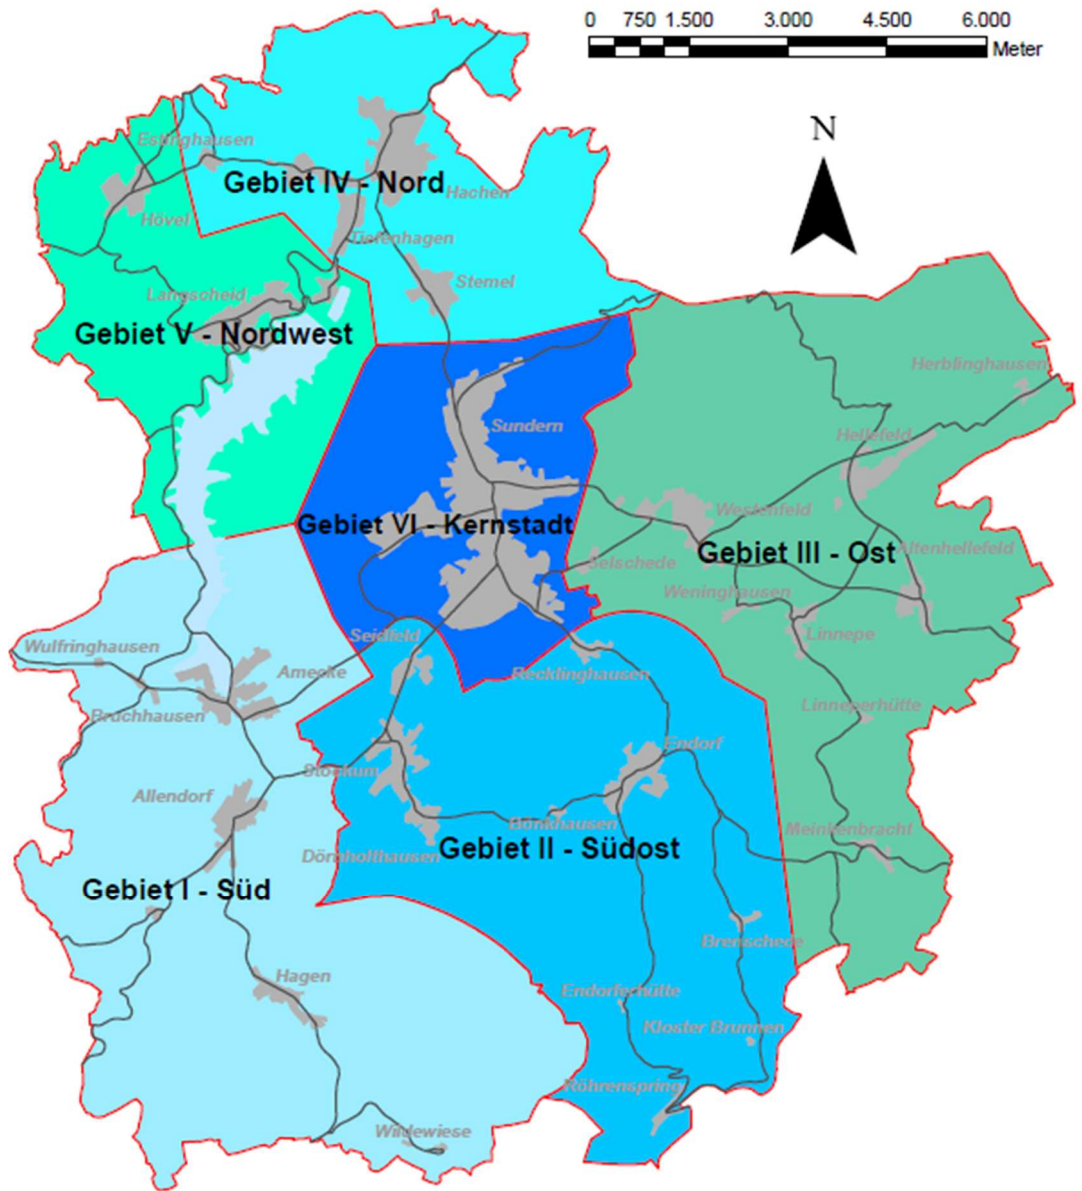 0 750 1.500 3.000 4.500 6.000
Meter
N
Estinghausen
Gebiet IV - Nord
Hachen
Hövel
Tiefenhagen
Stemel
Langscheid
Gebiet V - Nordwest
Herblinghausen
Sundern
Hellefeld
Westenfeld
Gebiet VI - Kernstadt
Gebiet III - Ost
Altenhellefeld
Selschede
Weninghausen
Seidfeld
Linnepe
Wulfringhausen
Amecke
Recklinghausen
Bruchhausen
Linneperhütte
Endorf
Stockum
Allendorf
Bönkhausen
Meinkenbracht
Dörnholthausen
Gebiet II - Südost
Gebiet I - Süd
Brenschede
Hagen
Endorferhütte
Kloster Brunnen
Röhrenspring
Wildewiese